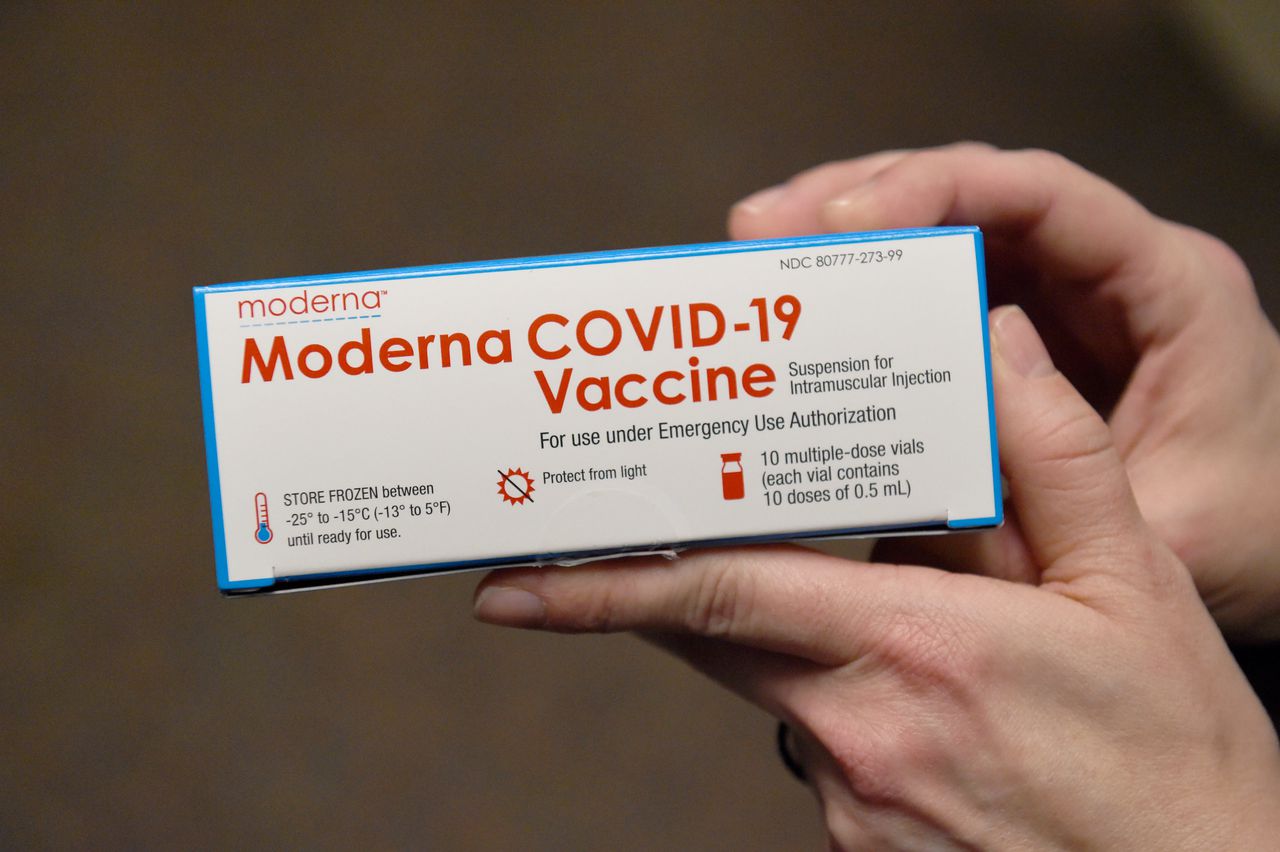 NDC 80777-273-99
moderna™
Moderna COVID-19
Vaccine
Suspension for
Intramuscular Injection
For use under Emergency Use Authorization
STORE FROZEN between
-25° to -15°C (-13° to 5°F)
until ready for use.
Protect from light
10 multiple-dose vials
(each vial contains
10 doses of 0.5 mL)